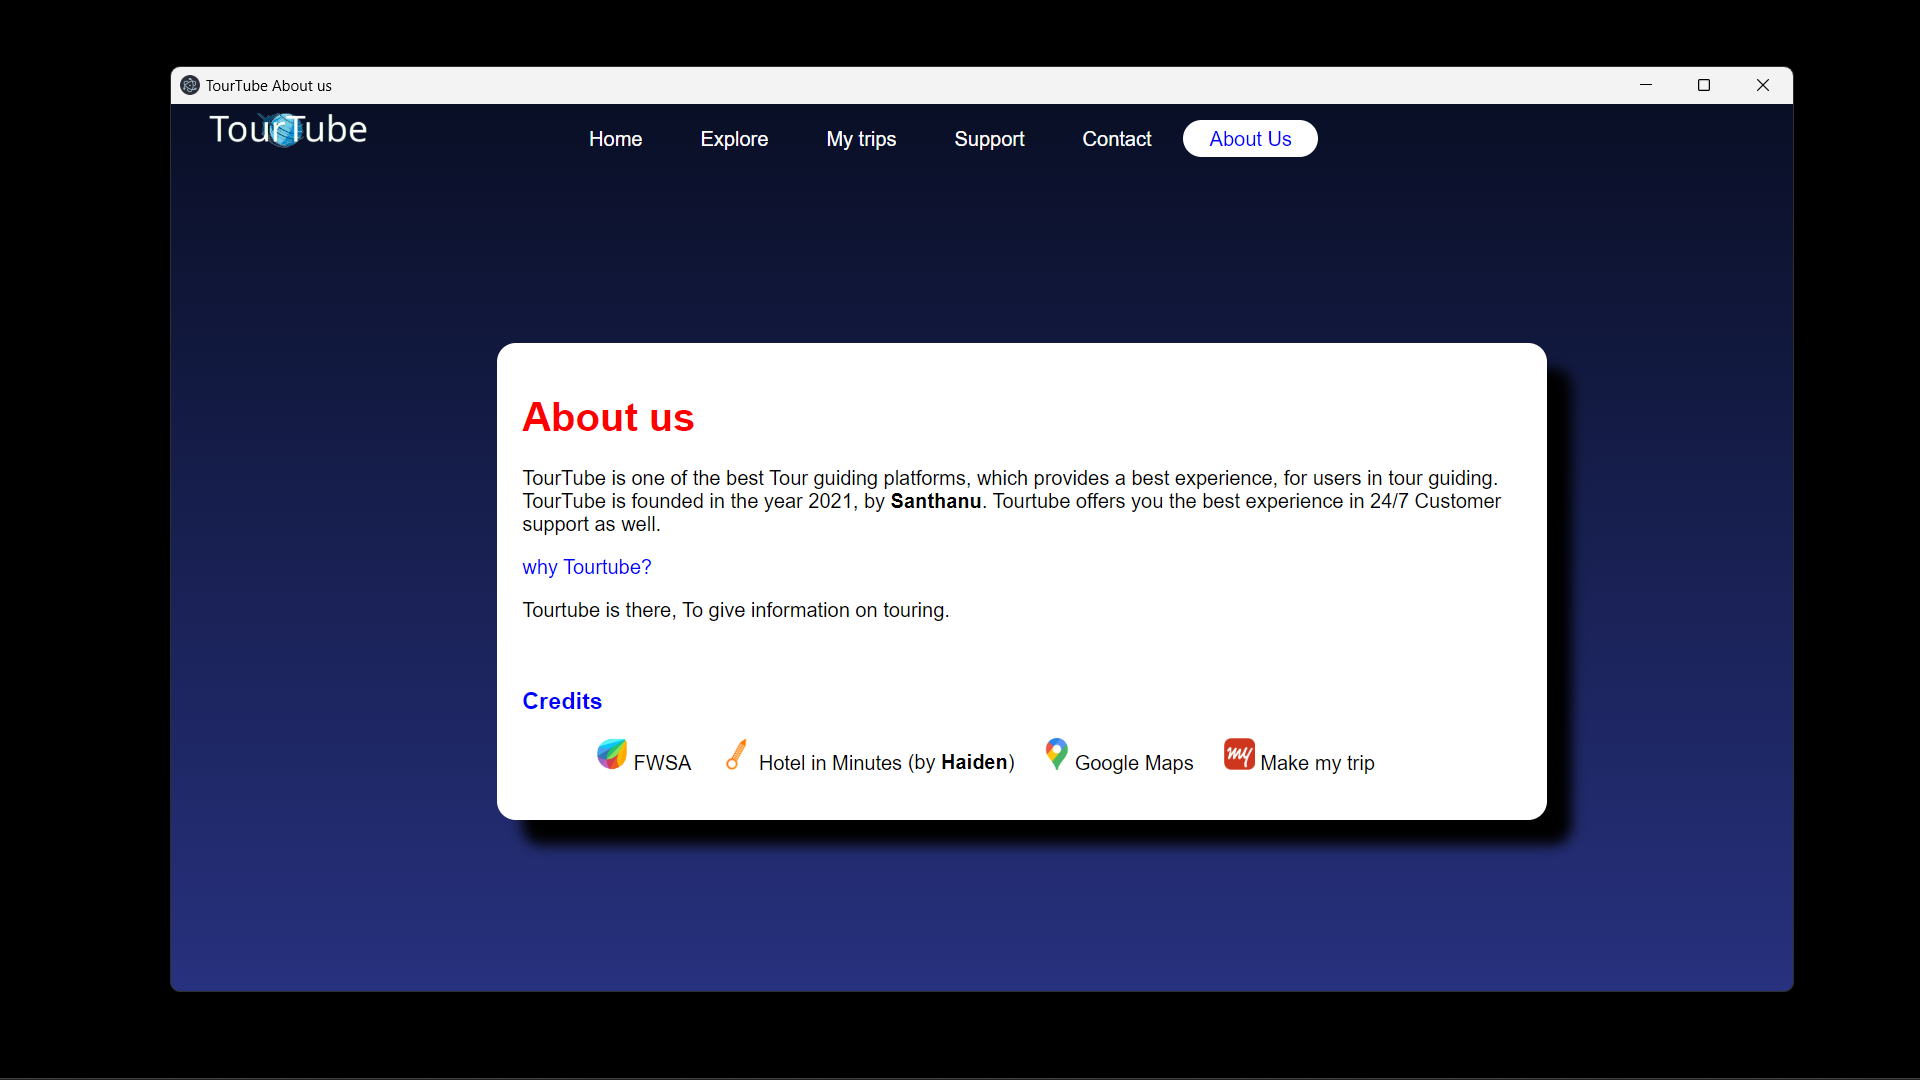 TourTube About us
TourTube
Home Explore My trips Support Contact About Us
About us
TourTube is one of the best Tour guiding platforms, which provides a best experience, for users in tour guiding.
TourTube is founded in the year 2021, by Santhanu. Tourtube offers you the best experience in 24/7 Customer
support as well.
why Tourtube?
Tourtube is there, To give information on touring.
Credits
FWSA Hotel in Minutes (by Haiden) Google Maps my Make my trip